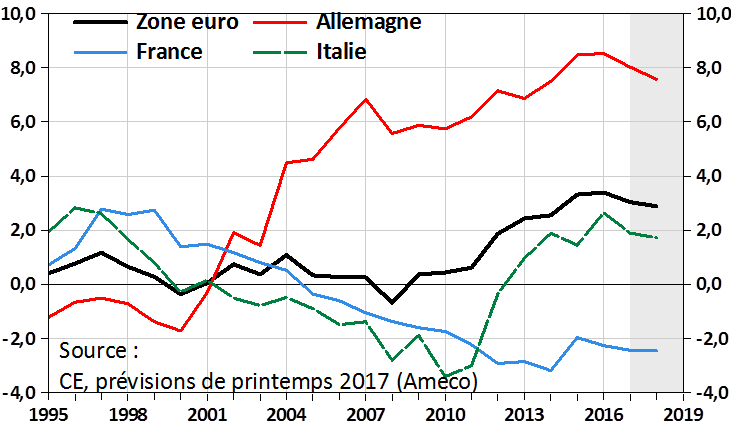 Zone euro Allemagne
France Italie
10,0 10,0
8,0 8,0
6,0 6,0
4,0 4,0
2,0 2,0
0,0 0,0
-2,0 -2,0
Source :
CE, prévisions de printemps 2017 (Ameco)
-4,0 -4,0
1995 1998 2001 2004 2007 2010 2013 2016 2019